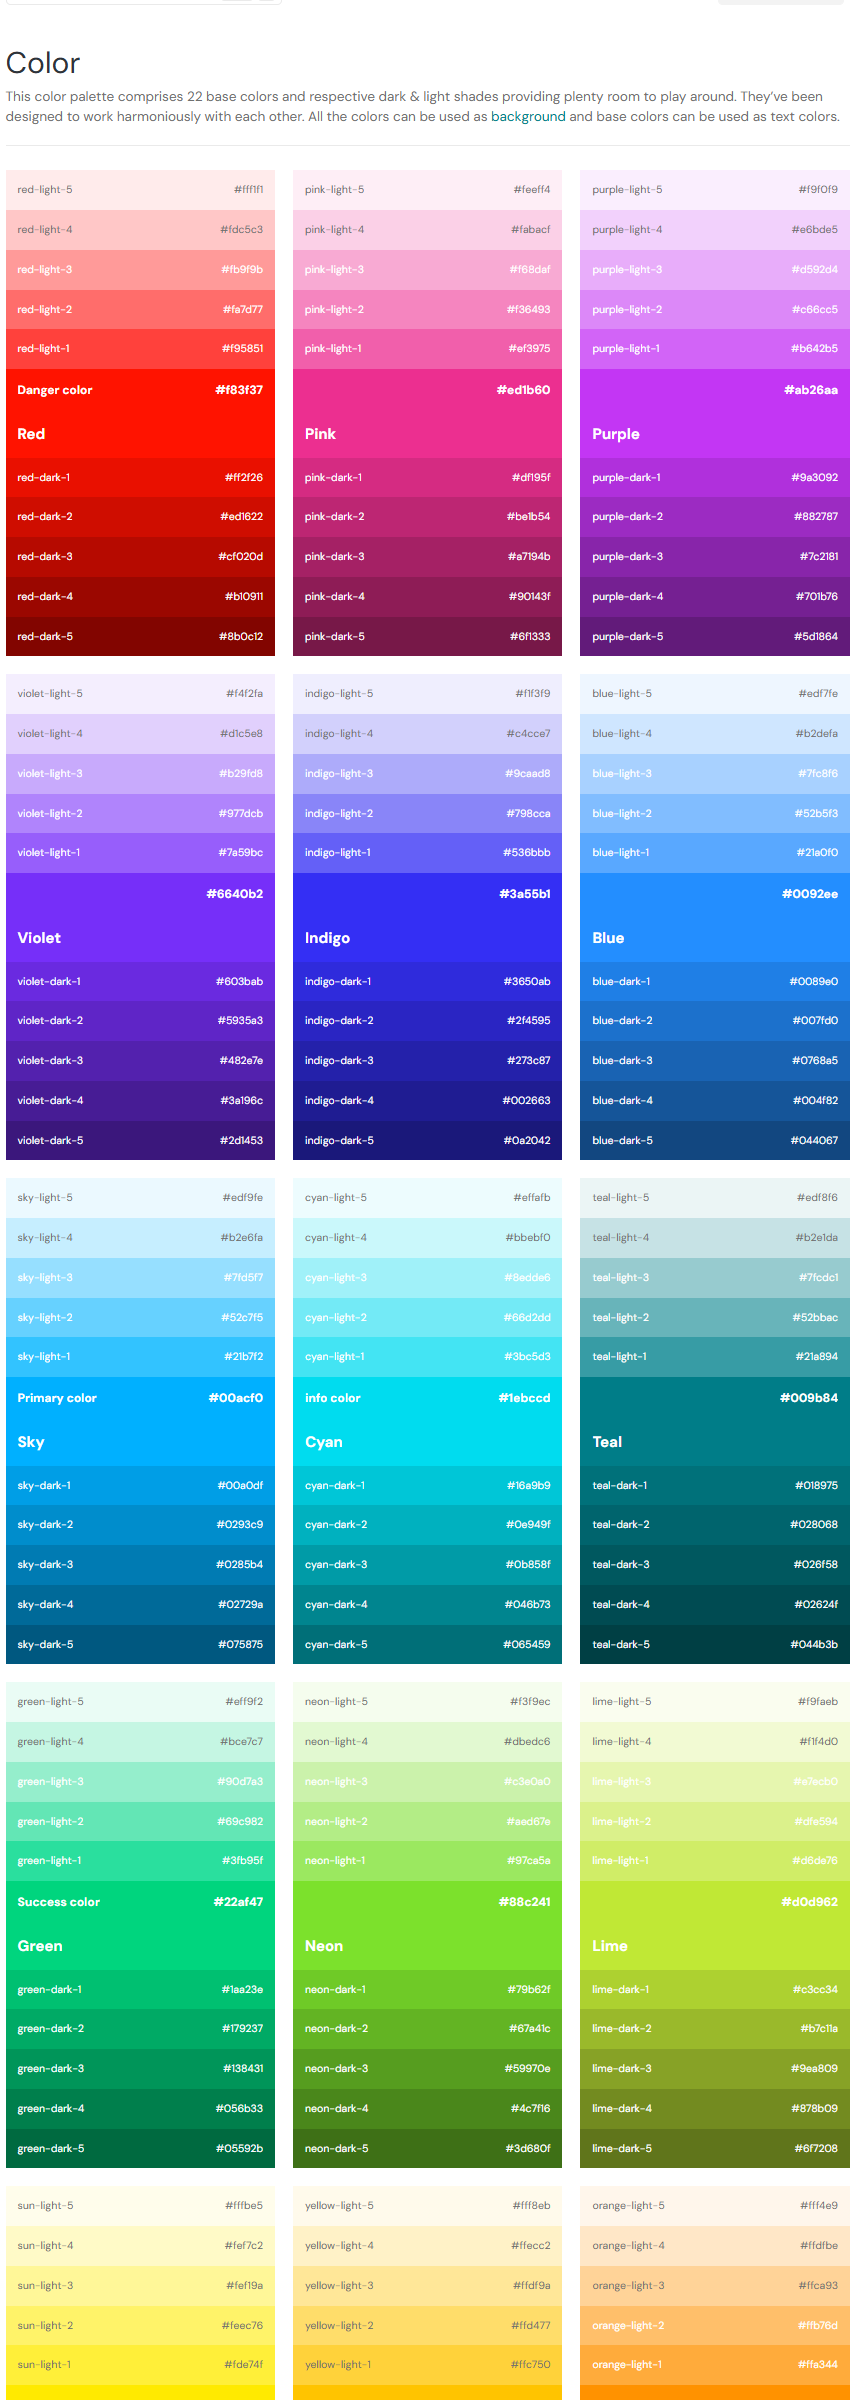 Color
This color palette comprises 22 base colors and respective dark & light shades providing plenty room to play around. They've been
designed to work harmoniously with each other. All the colors can be used as background and base colors can be used as text colors.
red-light-5 #fff1f1
red-light-4 #fdc5c3
red-light-3 #fb9f9b
red-light-2 #fa7d77
red-light-1 #f95851
Danger color #f83f37
Red
red-dark-1 #ff2f26
red-dark-2 #ed1622
red-dark-3 #cf020d
red-dark-4 #b10911
red-dark-5 #8b0c12
pink-light-5 #feeff4
pink-light-4 #fabacf
pink-light-3 #f68daf
pink-light-2 #f36493
pink-light-1 #ef3975
#ed1b60
Pink
pink-dark-1 #df195f
pink-dark-2 #be1b54
pink-dark-3 #a7194b
pink-dark-4 #90143f
pink-dark-5 #6f1333
purple-light-5 #f9f0f9
purple-light-4 #e6bde5
purple-light-3 #d592d4
purple-light-2 #c66cc5
purple-light-1 #b642b5
#ab26aa
Purple
purple-dark-1 #9a3092
purple-dark-2 #882787
purple-dark-3 #7c2181
purple-dark-4 #701b76
purple-dark-5 #5d1864
violet-light-5 #f4f2fa
violet-light-4 #d1c5e8
violet-light-3 #b29fd8
violet-light-2 #977dcb
violet-light-1 #7a59bc
#6640b2
Violet
violet-dark-1 #603bab
violet-dark-2 #5935a3
violet-dark-3 #482e7e
violet-dark-4 #3a196c
violet-dark-5 #2d1453
indigo-light-5 #f1f3f9
indigo-light-4 #c4cce7
indigo-light-3 #9caad8
indigo-light-2 #798cca
indigo-light-1 #536bbb
#3a55b1
Indigo
indigo-dark-1 #3650ab
indigo-dark-2 #2f4595
indigo-dark-3 #273c87
indigo-dark-4 #002663
indigo-dark-5 #0a2042
blue-light-5 #edf7fe
blue-light-4 #b2defa
blue-light-3 #7fc8f6
blue-light-2 #52b5f3
blue-light-1 #21a0f0
#0092ee
Blue
blue-dark-1 #0089e0
blue-dark-2 #007fd0
blue-dark-3 #0768a5
blue-dark-4 #004f82
blue-dark-5 #044067
sky-light-5 #edf9fe
sky-light-4 #b2e6fa
sky-light-3 #7fd5f7
sky-light-2 #52c7f5
sky-light-1 #21b7f2
Primary color #00acf0
Sky
sky-dark-1 #00a0df
sky-dark-2 #0293c9
sky-dark-3 #0285b4
sky-dark-4 #02729a
sky-dark-5 #075875
cyan-light-5 #effafb
cyan-light-4 #bbebf0
cyan-light-3 #8edde6
cyan-light-2 #66d2dd
cyan-light-1 #3bc5d3
info color #1ebccd
Cyan
cyan-dark-1 #16a9b9
cyan-dark-2 #0e949f
cyan-dark-3 #0b858f
cyan-dark-4 #046b73
cyan-dark-5 #065459
teal-light-5 #edf8f6
teal-light-4 #b2e1da
teal-light-3 #7fcdc1
teal-light-2 #52bbac
teal-light-1 #21a894
#009b84
Teal
teal-dark-1 #018975
teal-dark-2 #028068
teal-dark-3 #026f58
teal-dark-4 #02624f
teal-dark-5 #044b3b
green-light-5 #eff9f2
green-light-4 #bce7c7
green-light-3 #90d7a3
green-light-2 #69c982
green-light-1 #3fb95f
Success color #22af47
Green
green-dark-1 #1aa23e
green-dark-2 #179237
green-dark-3 #138431
green-dark-4 #056b33
green-dark-5 #05592b
neon-light-5 #f3f9ec
neon-light-4 #dbedc6
neon-light-3 #c3e0a0
neon-light-2 #aed67e
neon-light-1 #97ca5a
#88c241
Neon
neon-dark-1 #79b62f
neon-dark-2 #67a41c
neon-dark-3 #59970e
neon-dark-4 #4c7f16
neon-dark-5 #3d680f
lime-light-5 #f9faeb
lime-light-4 #f1f4d0
lime-light-3 #e7ecb0
lime-light-2 #dfe594
lime-light-1 #d6de76
#d0d962
Lime
lime-dark-1 #c3cc34
lime-dark-2 #b7c11a
lime-dark-3 #9ea809
lime-dark-4 #878b09
lime-dark-5 #6f7208
sun-light-5 #fffbe5
sun-light-4 #fef7c2
sun-light-3 #fef19a
sun-light-2 #feec76
sun-light-1 #fde74f
yellow-light-5 #fff8eb
yellow-light-4 #ffecc2
yellow-light-3 #ffdf9a
yellow-light-2 #ffd477
yellow-light-1 #ffc750
orange-light-5 #fff4e9
orange-light-4 #ffdfbe
orange-light-3 #ffca93
orange-light-2 #ffb76d
orange-light-1 #ffa344